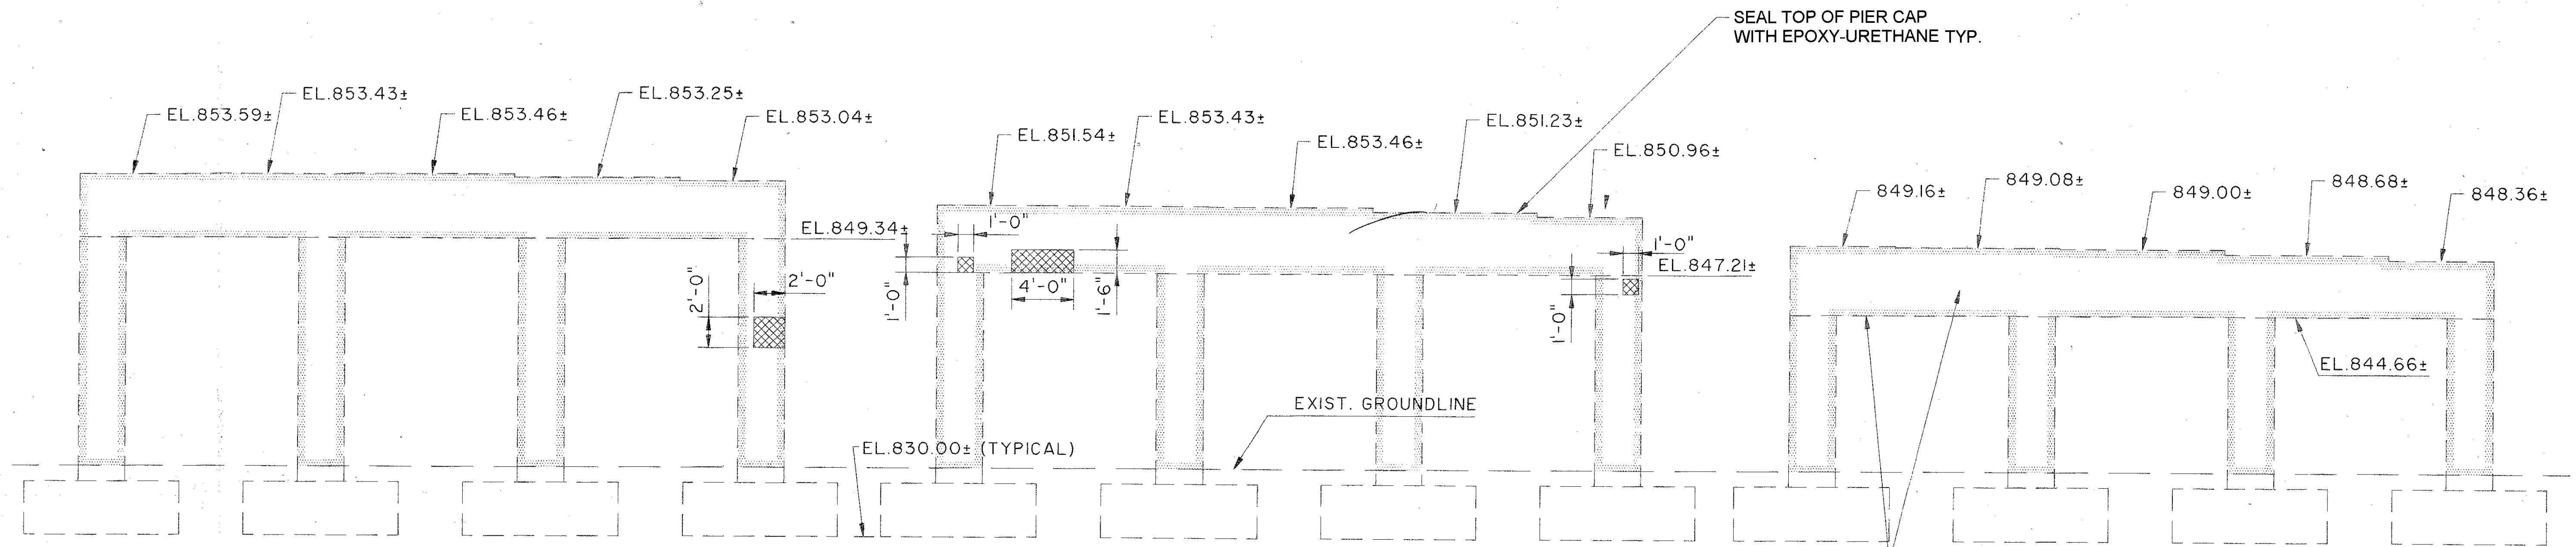 SEAL TOP OF PIER CAP
WITH EPOXY-URETHANE TYP.
EL.853.59±
EL.853.43±
EL.853.46±
EL.853.25±
EL.853.04±
EL.851.54±
EL.853.43±
EL.853.46±
EL.851.23±
EL.850.96±
849.16±
849.08±
849.00±
848.68±
848.36±
EL.849.34±
1'-0"
1'-0"
4'-0"
1'-6"
2'-0"
2'-0"
1'-0"
EL.847.21±
1'-0"
EL.844.66±
EXIST. GROUNDLINE
EL.830.00± (TYPICAL)